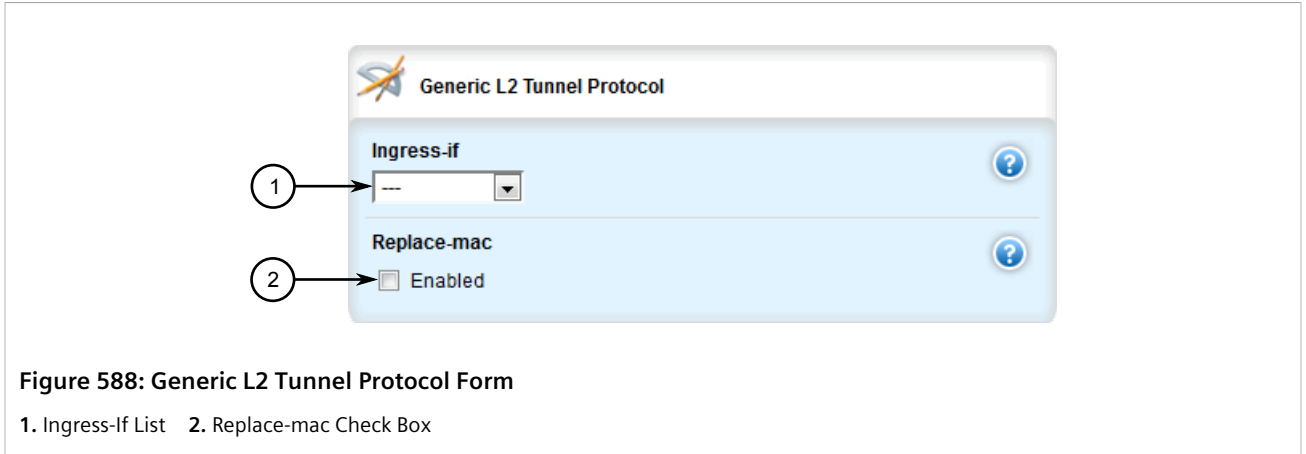 Generic L2 Tunnel Protocol
Ingress-if
1
---
Replace-mac
2
Enabled
Figure 588: Generic L2 Tunnel Protocol Form
1. Ingress-If List 2. Replace-mac Check Box